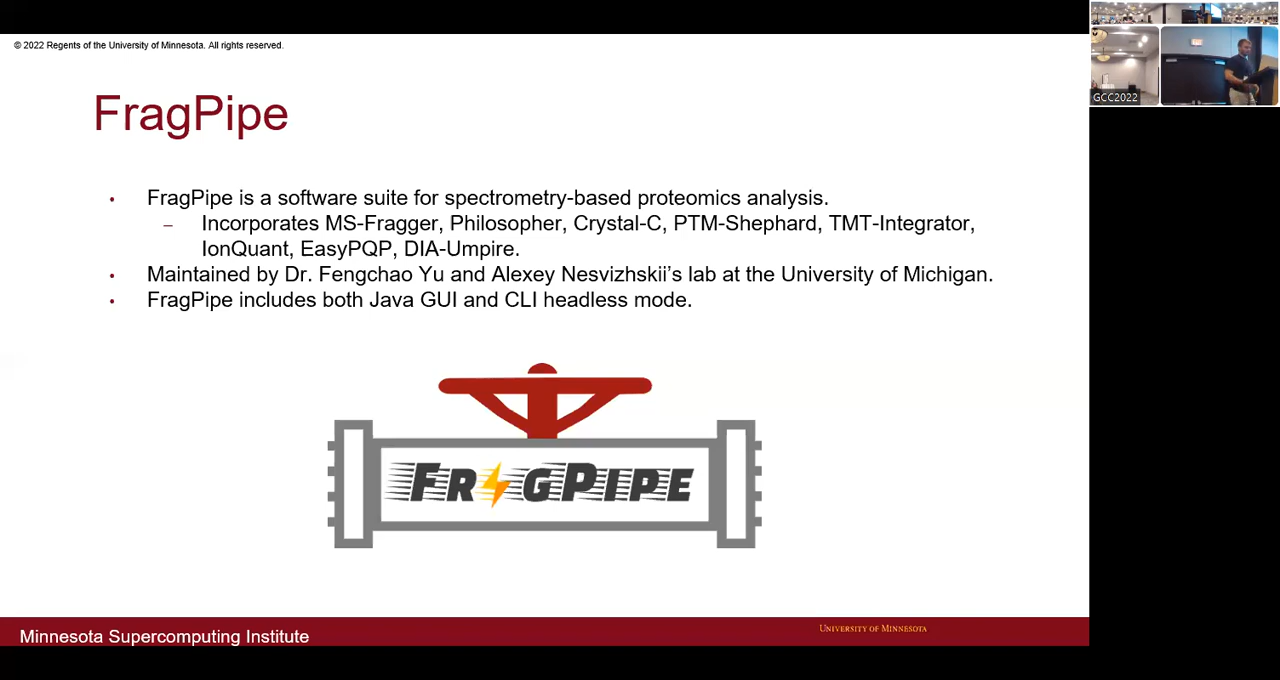 © 2022 Regents of the University of Minnesota. All rights reserved.
GCC2022
FragPipe
• FragPipe is a software suite for spectrometry-based proteomics analysis.
– Incorporates MS-Fragger, Philosopher, Crystal-C, PTM-Shephard, TMT-Integrator,
IonQuant, EasyPQP, DIA-Umpire.
• Maintained by Dr. Fengchao Yu and Alexey Nesvizhskii’s lab at the University of Michigan.
• FragPipe includes both Java GUI and CLI headless mode.
FRAGPIPE
Minnesota Supercomputing Institute
UNIVERSITY OF MINNESOTA